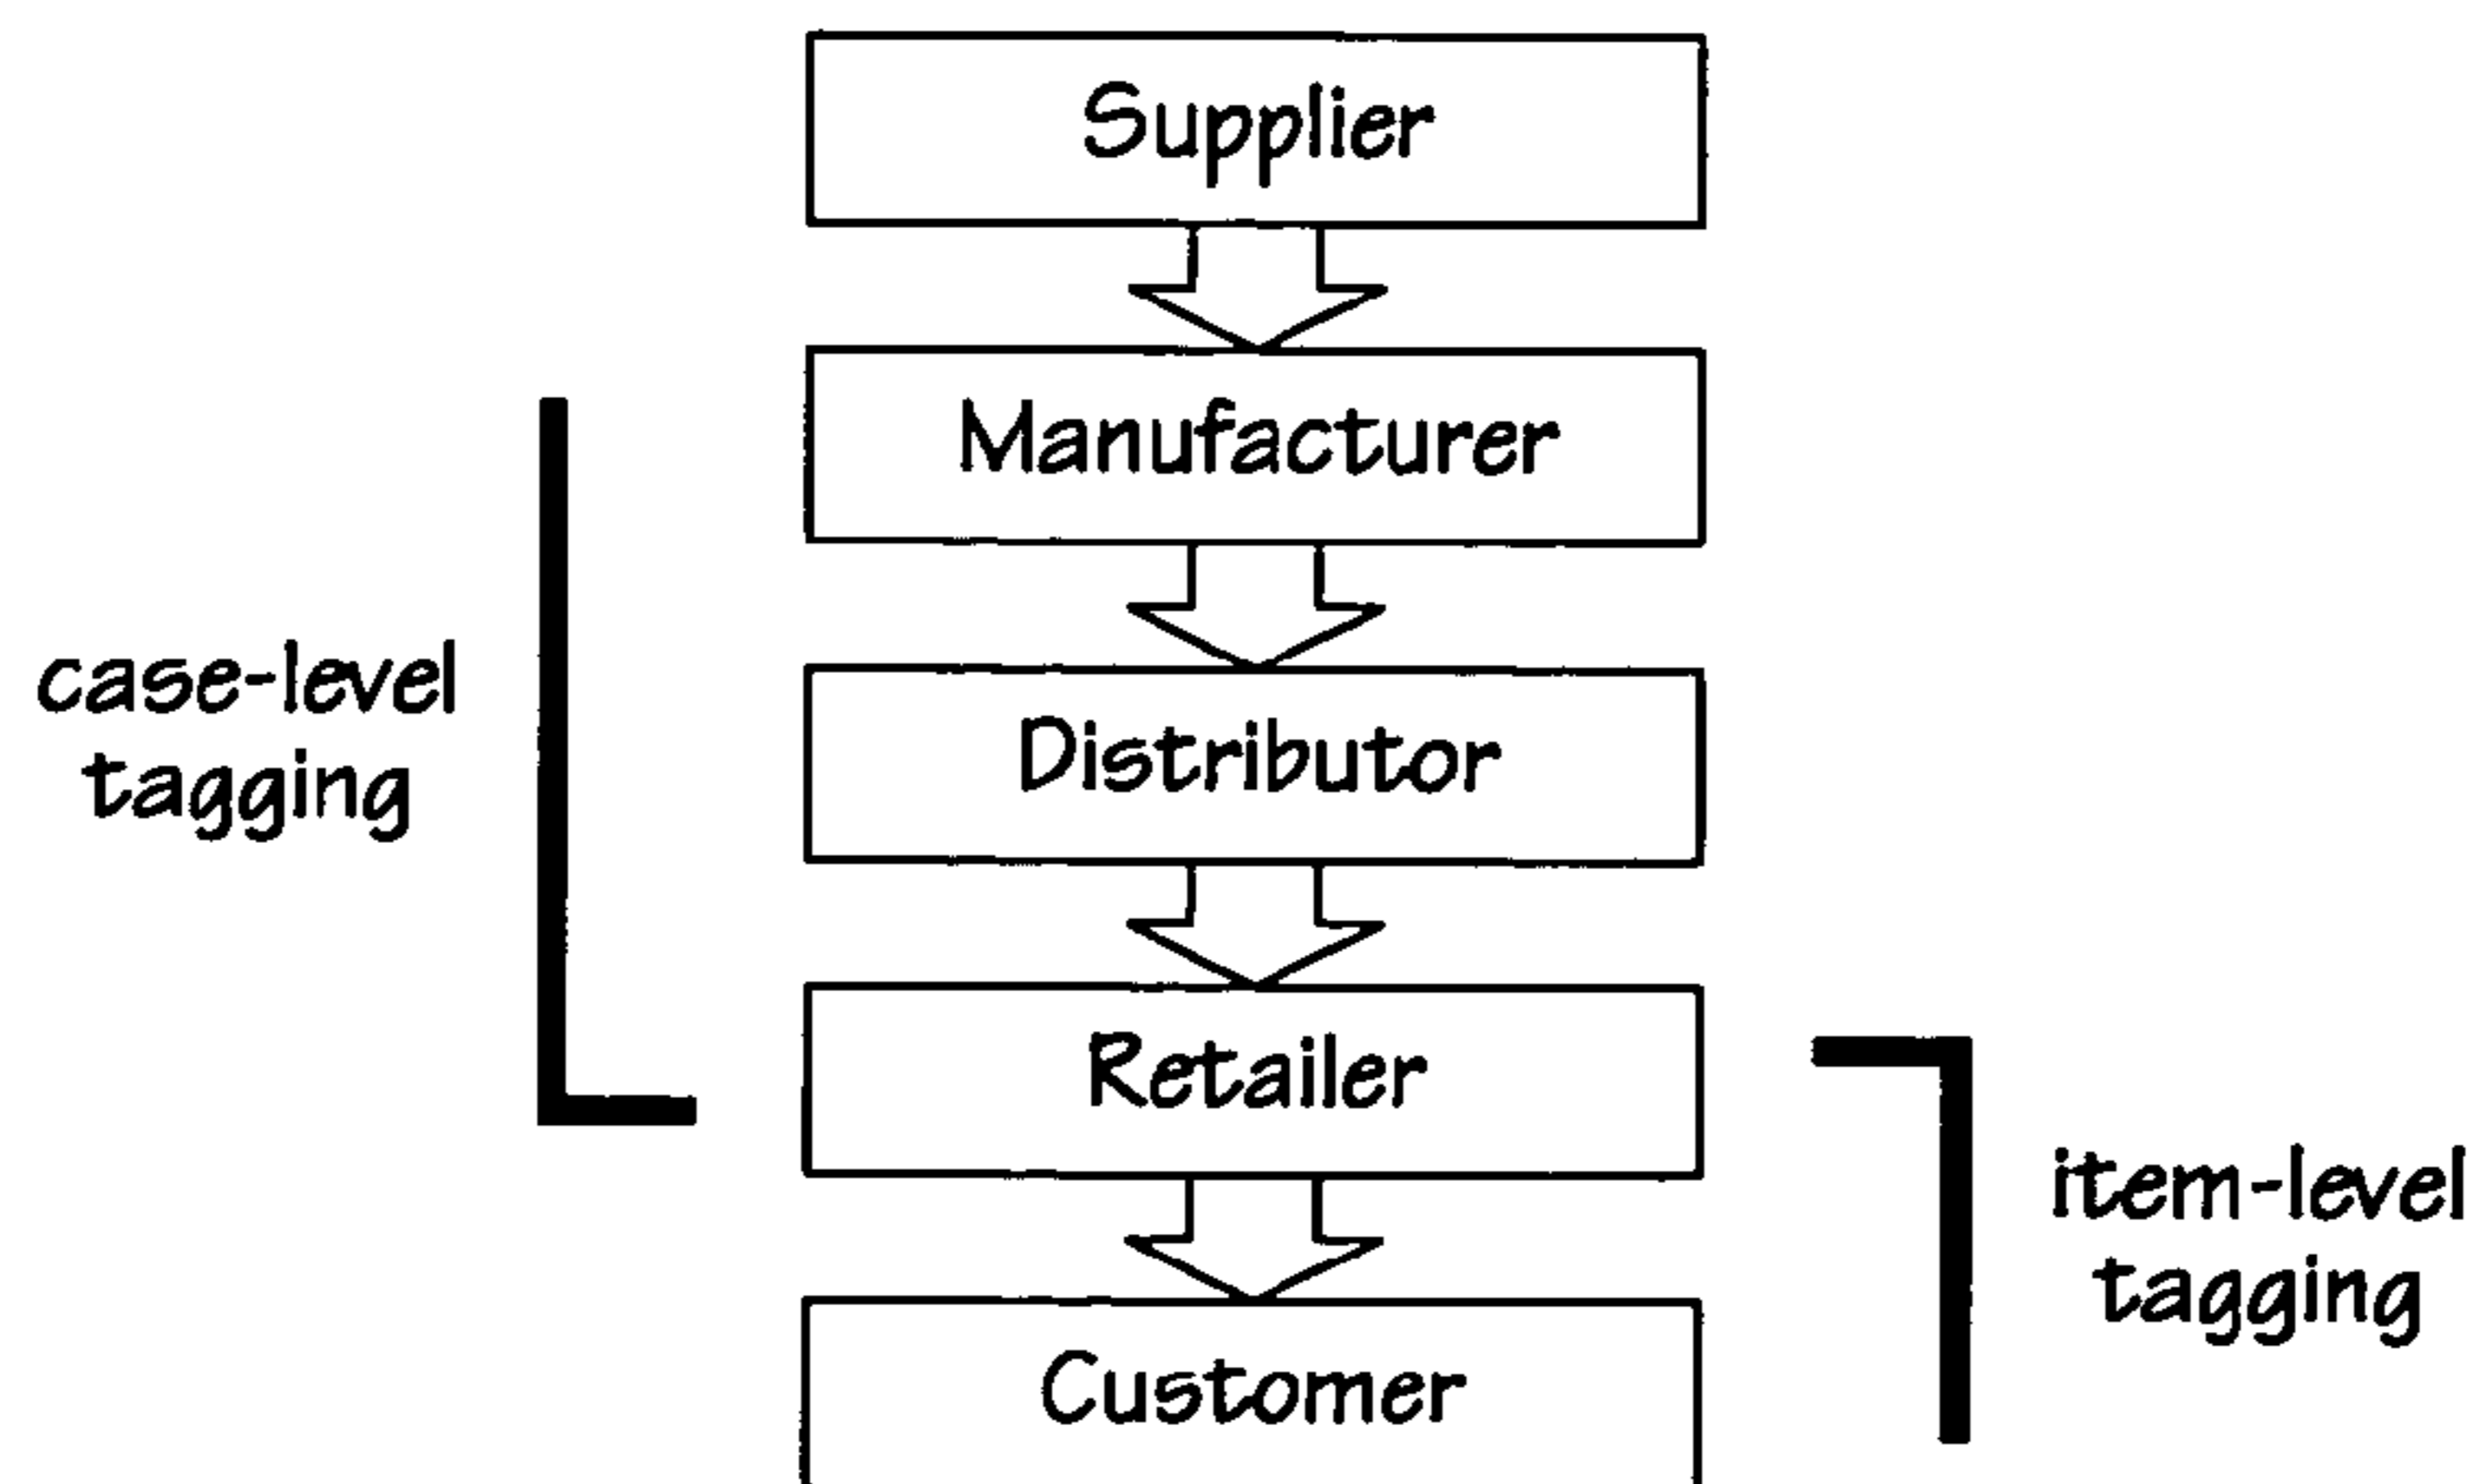 Supplier
Manufacturer
case-level
tagging
Distributor
Retailer
item-level
tagging
Customer